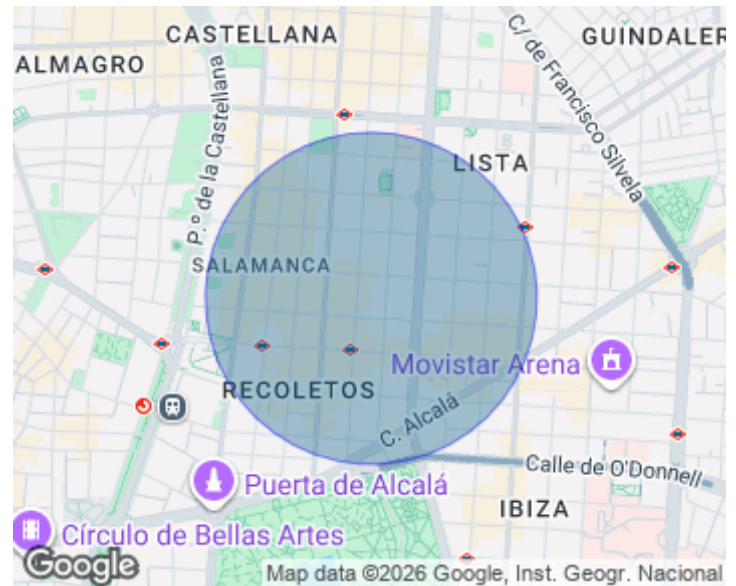 CASTELLANA
GUINDALER
ALMAGRO
C/ de Francisco Silvela
P.º de la Castellana
LISTA
SALAMANCA
Movistar Arena
RECOLETOS
C. Alcalá
Calle de O'Donnell
Puerta de Alcalá
IBIZA
Círculo de Bellas Artes
Google
Map data ©2026 Google, Inst. Geogr. Nacional